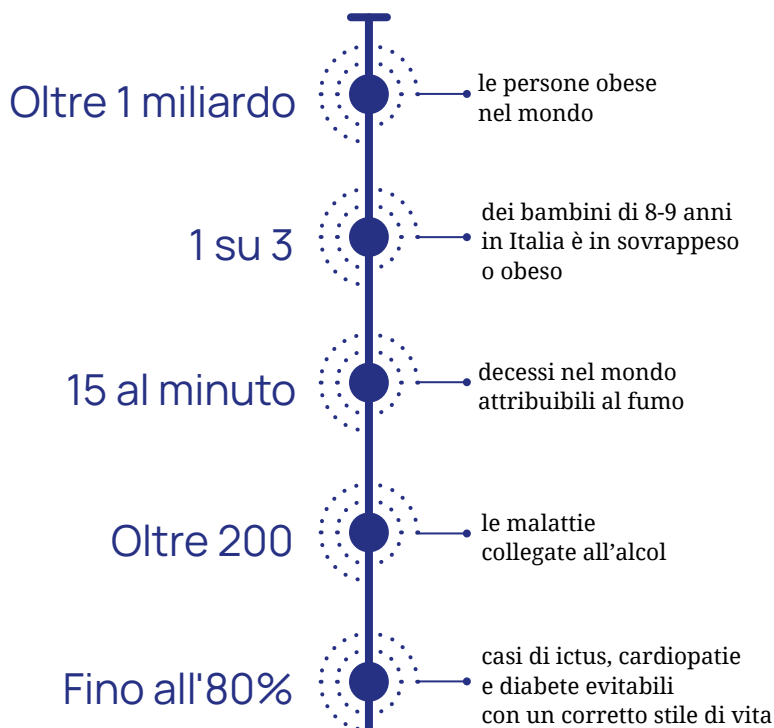 Oltre 1 miliardo
le persone obese
nel mondo
1 su 3
dei bambini di 8-9 anni
in Italia è in sovrappeso
o obeso
15 al minuto
decessi nel mondo
attribuibili al fumo
Oltre 200
le malattie
collegate all’alcol
Fino all'80%
casi di ictus, cardiopatie
e diabete evitabili
con un corretto stile di vita